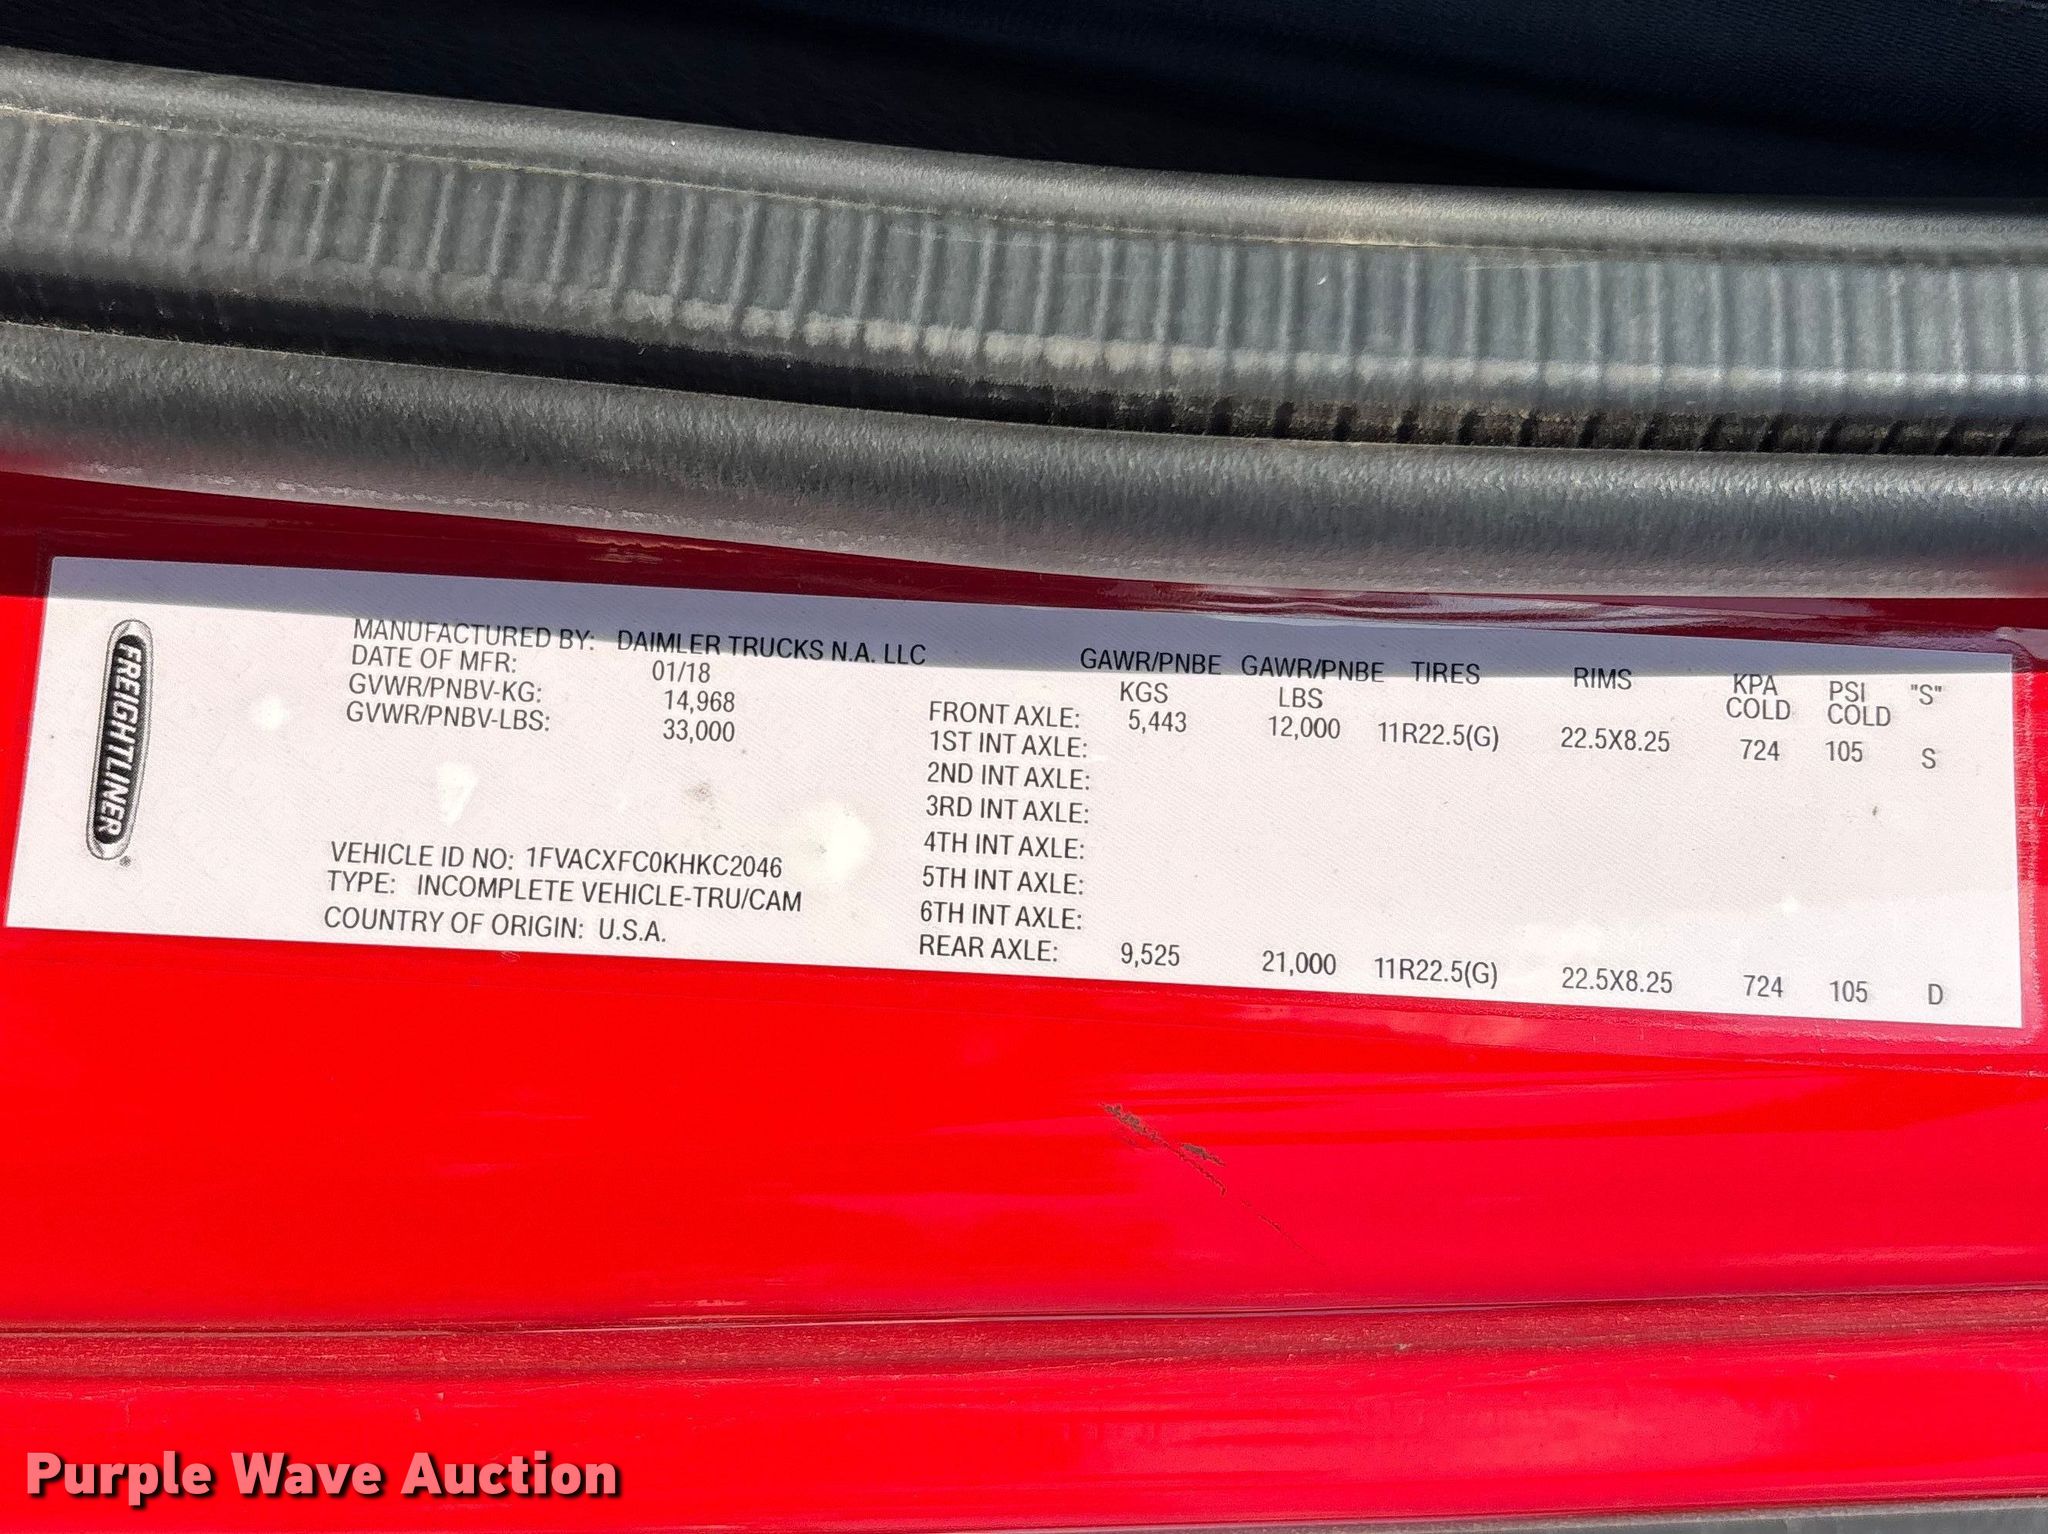 FREIGHTLINER
MANUFACTURED BY: DAIMLER TRUCKS N.A. LLC
DATE OF MFR: 01/18
GVWR/PNBV-KG: 14,968
GVWR/PNBV-LBS: 33,000
VEHICLE ID NO: 1FVACXFC0KHKC2046
TYPE: INCOMPLETE VEHICLE-TRU/CAM
COUNTRY OF ORIGIN: U.S.A.
GAWR/PNBE GAWR/PNBE TIRES RIMS KPA PSI "S"
KGS LBS COLD COLD
FRONT AXLE: 5,443 12,000 11R22.5(G) 22.5X8.25 724 105 S
1ST INT AXLE:
2ND INT AXLE:
3RD INT AXLE:
4TH INT AXLE:
5TH INT AXLE:
6TH INT AXLE:
REAR AXLE: 9,525 21,000 11R22.5(G) 22.5X8.25 724 105 D
Purple Wave Auction